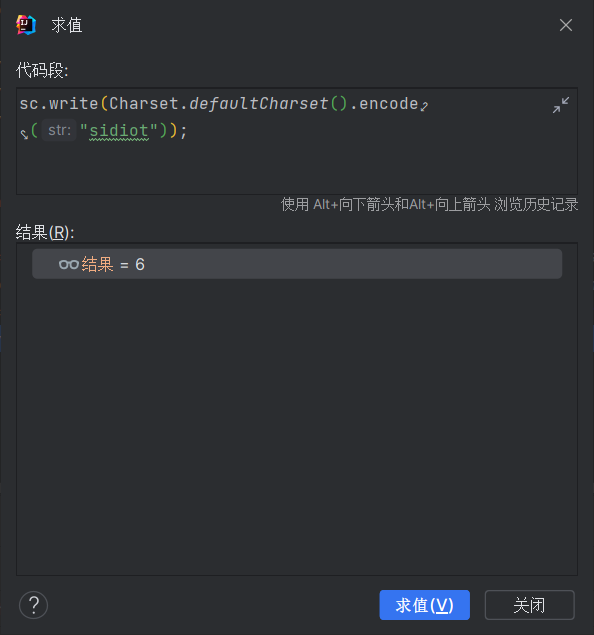 求值
代码段:
sc.write(Charset.defaultCharset().encode
( str: "sidiot"));
使用 Alt+向下箭头和Alt+向上箭头 浏览历史记录
结果(R):
结果 = 6
? 求值(V) 关闭